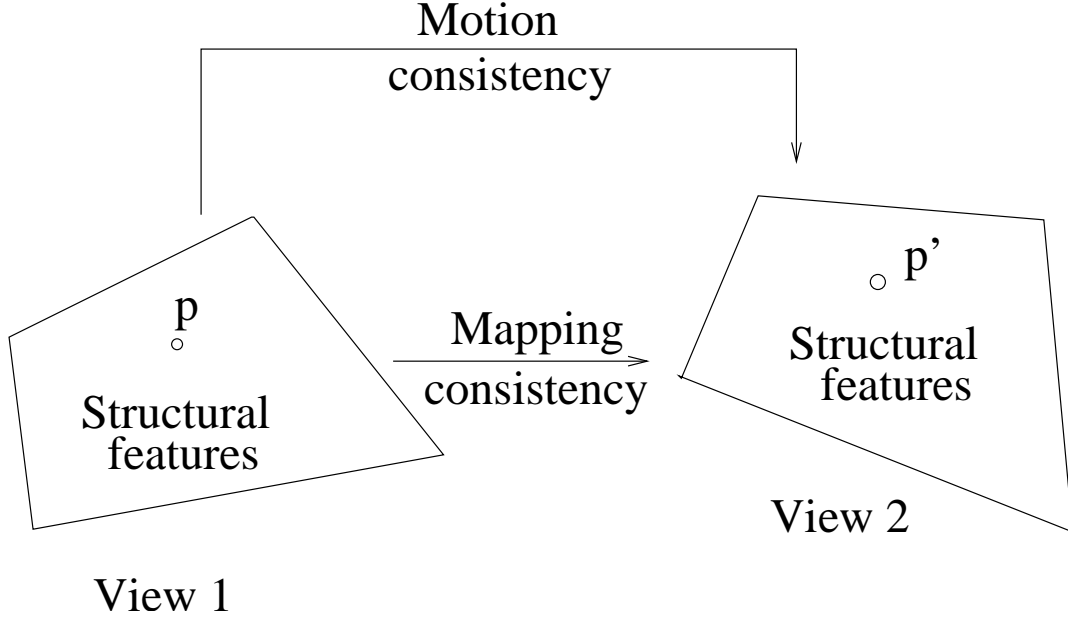 Motion
consistency
p
Structural
features
View 1
Mapping
consistency
p’
Structural
features
View 2